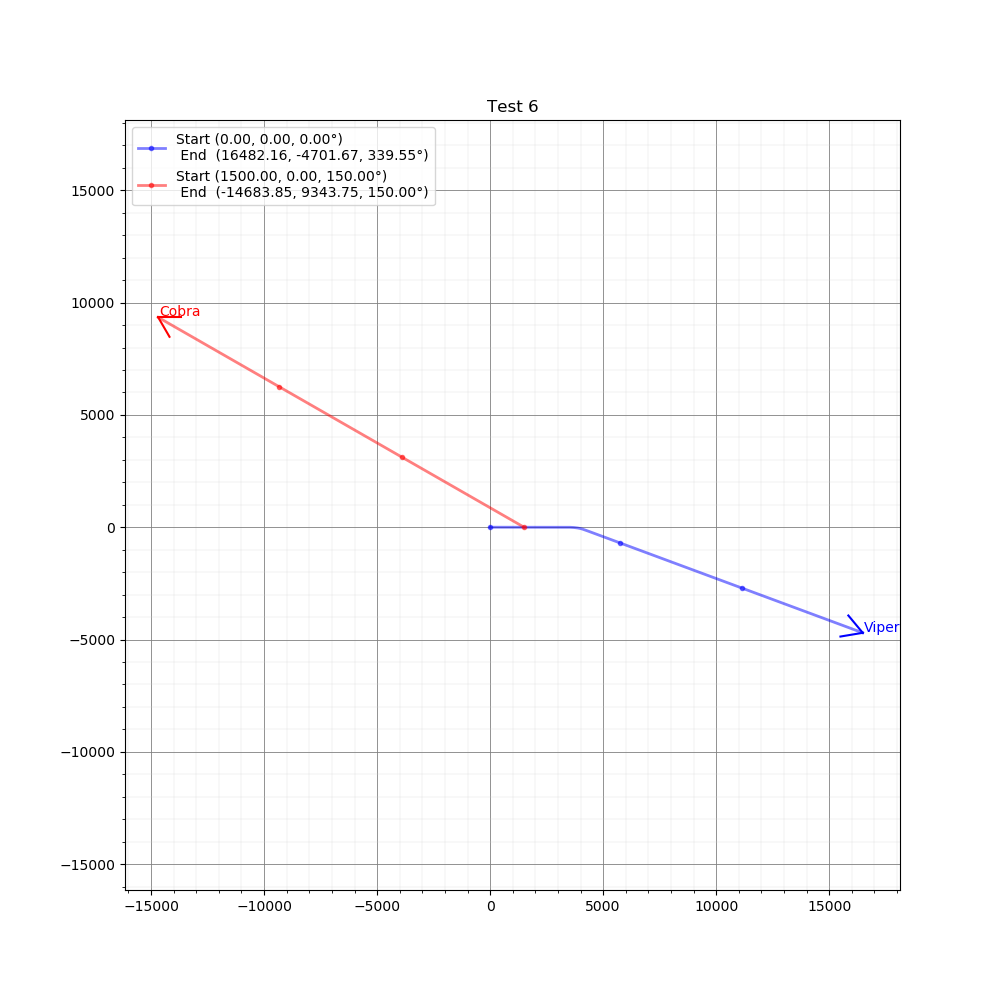 Test 6
Start (0.00, 0.00, 0.00°)
End (16482.16, -4701.67, 339.55°)
Start (1500.00, 0.00, 150.00°)
End (-14683.85, 9343.75, 150.00°)
15000
10000
Cobra
5000
0
Viper
−5000
−10000
−15000
−15000 −10000 −5000 0 5000 10000 15000